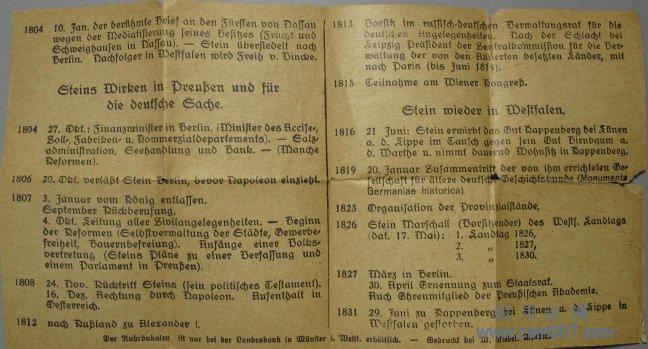 1804 10. Jan. der berühmte Brief an den Fürsten von Nassau
wegen der Mediatisierung seines Besitzes (Frücht und
Schweighausen in Nassau). — Stein übersiedelt nach
Berlin. Nachfolger in Westfalen wird Freih. v. Vincke.
Steins Wirken in Preußen und für
die deutsche Sache.
1804 27. Okt.: Finanzminister in Berlin. (Minister des Accise-,
Zoll-, Fabriken- u. Kommerzialdepartements). — Salz-
administration, Seehandlung und Bank. — (Manche
Reformen).
1806 20. Okt. verläßt Stein Berlin, bevor Napoleon einzieht.
1807 3. Januar vom König entlassen.
September Rückberufung.
4. Okt. Leitung aller Zivilangelegenheiten. — Beginn
der Reformen (Selbstverwaltung der Städte, Gewerbe-
freiheit, Bauernbefreiung). Anfänge einer Volks-
vertretung (Steins Pläne zu einer Verfassung und
einem Parlament in Preußen).
1808 24. Nov. Rücktritt Steins (sein politisches Testament).
16. Dez. Aechtung durch Napoleon. Aufenthalt in
Oesterreich.
1812 nach Rußland zu Alexander I.
1813 Vorsitz im russisch-deutschen Verwaltungsrat für die
deutschen Angelegenheiten. Nach der Schlacht bei
Leipzig Präsident der Zentralkommission für die Ver-
waltung der von den Alliierten besetzten Länder, mit
nach Paris (bis Juni 1814).
1815 Teilnahme am Wiener Kongreß.
Stein wieder in Westfalen.
1816 21 Juni: Stein erwirbt das Gut Kappenberg bei Lünen
a. d. Lippe im Tausch gegen sein Gut Birnbaum a.
d. Warthe u. nimmt dauernd Wohnsitz in Kappenberg.
1819 20. Januar Zusammentritt der von ihm errichteten Ge-
sellschaft für ältere deutsche Geschichtskunde (Monumenta
Germaniae historica)
1823 Organisation der Provinzialstände,
1826 Stein Marschall (Vorsitzender) des Westf. Landtags
(dat. 17. Mai): 1. Landtag 1826,
2. „ 1827,
3. „ 1830.
1827 März in Berlin.
30. April Ernennung zum Staatsrat.
Auch Ehrenmitglied der Preußischen Akademie.
1831 29. Juni zu Kappenberg bei Lünen a. d. Lippe in
Westfalen gestorben.
Der Ruhrdukaten ist nur bei der Landesbank in Münster i. Westf. erhältlich. — Gedruckt bei W.